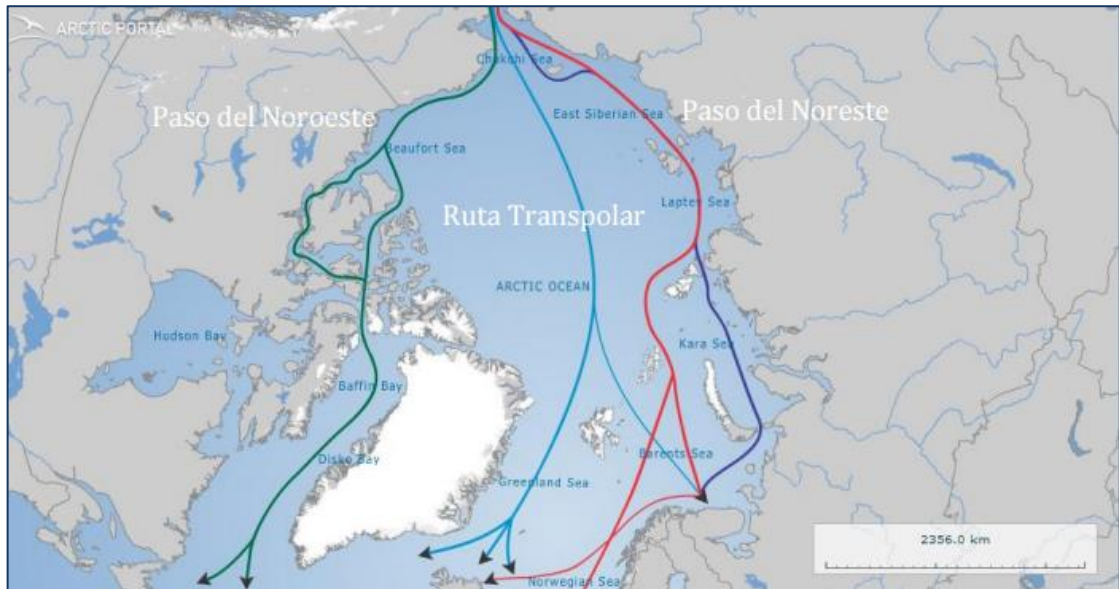 ARCTIC PORTAL
Chukchi Sea
Paso del Noroeste
East Siberian Sea
Paso del Noreste
Beaufort Sea
Laptev Sea
Ruta Transpolar
ARCTIC OCEAN
Hudson Bay
Kara Sea
Baffin Bay
Disko Bay
Barents Sea
Greenland Sea
2356.0 km
Norwegian Sea